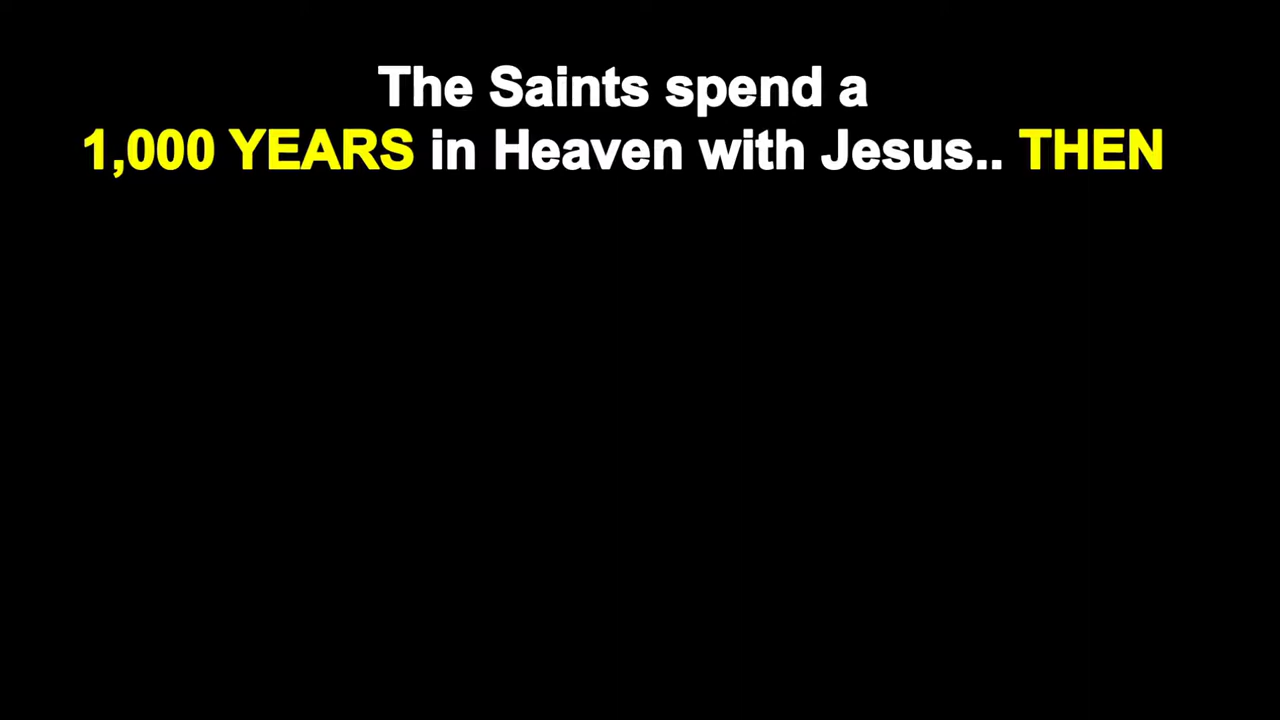 The Saints spend a
1,000 YEARS in Heaven with Jesus.. THEN